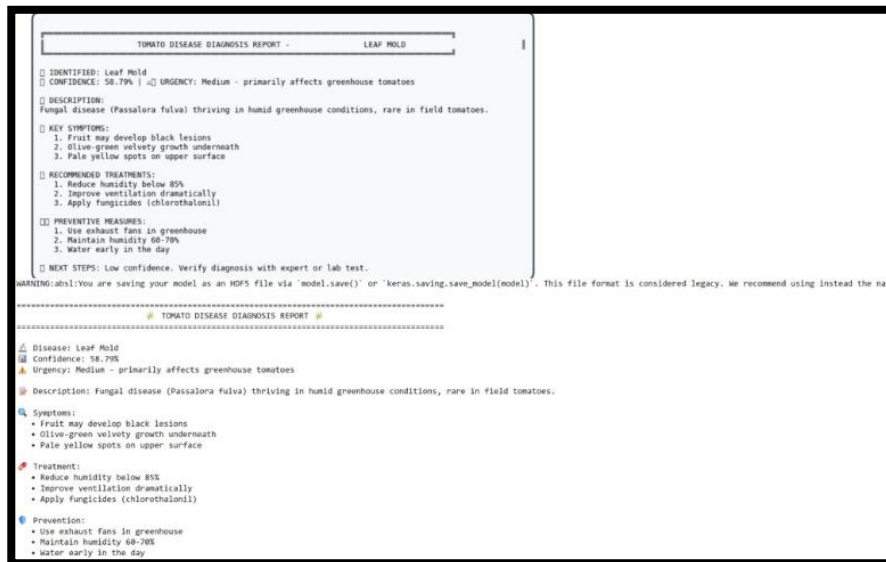 TOMATO DISEASE DIAGNOSIS REPORT - LEAF MOLD
IDENTIFIED: Leaf Mold
CONFIDENCE: 58.79% | URGENCY: Medium - primarily affects greenhouse tomatoes
DESCRIPTION:
Fungal disease (Passalora fulva) thriving in humid greenhouse conditions, rare in field tomatoes.
KEY SYMPTOMS:
1. Fruit may develop black lesions
2. Olive-green velvety growth underneath
3. Pale yellow spots on upper surface
RECOMMENDED TREATMENTS:
1. Reduce humidity below 85%
2. Improve ventilation dramatically
3. Apply fungicides (chlorothalonil)
PREVENTIVE MEASURES:
1. Use exhaust fans in greenhouse
2. Maintain humidity 60-70%
3. Water early in the day
NEXT STEPS: Low confidence. Verify diagnosis with expert or lab test.
WARNING:absl:You are saving your model as an HDF5 file via `model.save()` or `keras.saving.save_model(model)`. This file format is considered legacy. We recommend using instead the na
TOMATO DISEASE DIAGNOSIS REPORT
Disease: Leaf Mold
Confidence: 58.79%
Urgency: Medium - primarily affects greenhouse tomatoes
Description: Fungal disease (Passalora fulva) thriving in humid greenhouse conditions, rare in field tomatoes.
Symptoms:
• Fruit may develop black lesions
• Olive-green velvety growth underneath
• Pale yellow spots on upper surface
Treatment:
• Reduce humidity below 85%
• Improve ventilation dramatically
• Apply fungicides (chlorothalonil)
Prevention:
• Use exhaust fans in greenhouse
• Maintain humidity 60-70%
• Water early in the day